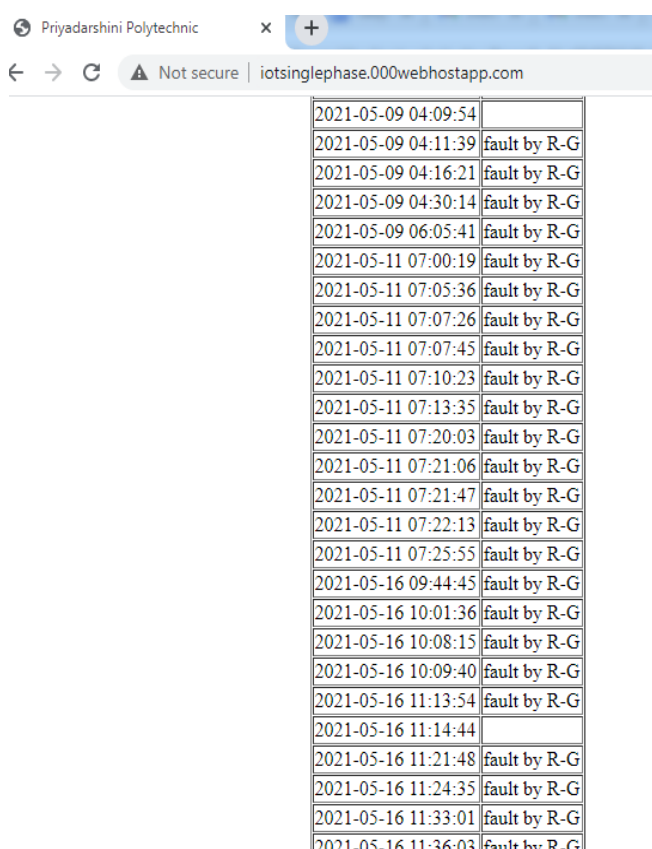 Priyadarshini Polytechnic
Not secure | iotsinglephase.000webhostapp.com
2021-05-09 04:09:54
2021-05-09 04:11:39 fault by R-G
2021-05-09 04:16:21 fault by R-G
2021-05-09 04:30:14 fault by R-G
2021-05-09 06:05:41 fault by R-G
2021-05-11 07:00:19 fault by R-G
2021-05-11 07:05:36 fault by R-G
2021-05-11 07:07:26 fault by R-G
2021-05-11 07:07:45 fault by R-G
2021-05-11 07:10:23 fault by R-G
2021-05-11 07:13:35 fault by R-G
2021-05-11 07:20:03 fault by R-G
2021-05-11 07:21:06 fault by R-G
2021-05-11 07:21:47 fault by R-G
2021-05-11 07:22:13 fault by R-G
2021-05-11 07:25:55 fault by R-G
2021-05-16 09:44:45 fault by R-G
2021-05-16 10:01:36 fault by R-G
2021-05-16 10:08:15 fault by R-G
2021-05-16 10:09:40 fault by R-G
2021-05-16 11:13:54 fault by R-G
2021-05-16 11:14:44
2021-05-16 11:21:48 fault by R-G
2021-05-16 11:24:35 fault by R-G
2021-05-16 11:33:01 fault by R-G
2021-05-16 11:36:03 fault by R-G